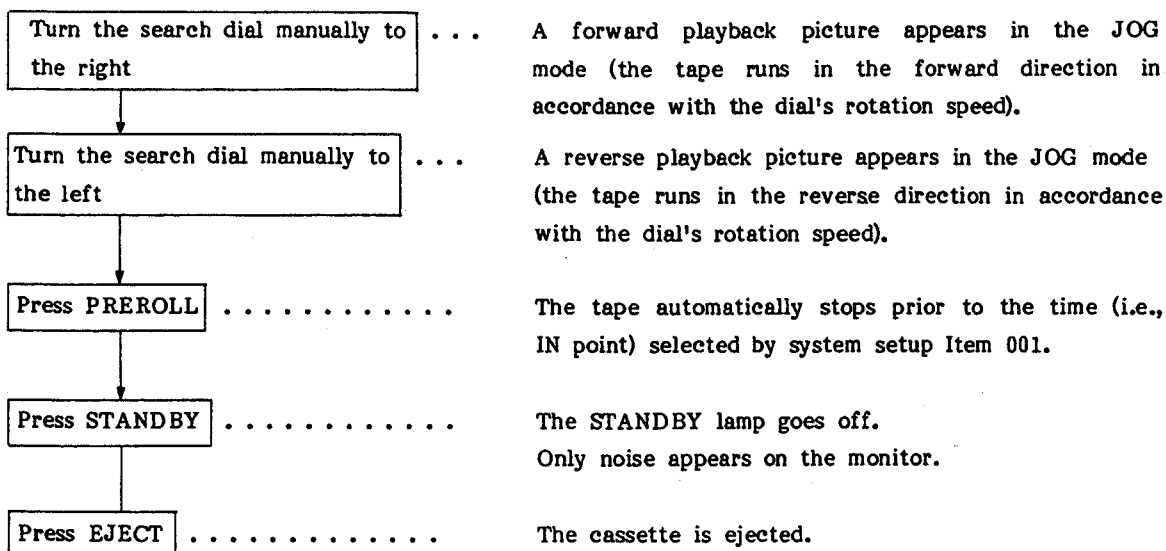 Turn the search dial manually to . . .
the right
A forward playback picture appears in the JOG
mode (the tape runs in the forward direction in
accordance with the dial's rotation speed).
Turn the search dial manually to . . .
the left
A reverse playback picture appears in the JOG mode
(the tape runs in the reverse direction in accordance
with the dial's rotation speed).
Press PREROLL . . . . . . . . . . . .
The tape automatically stops prior to the time (i.e.,
IN point) selected by system setup Item 001.
Press STANDBY . . . . . . . . . . . .
The STANDBY lamp goes off.
Only noise appears on the monitor.
Press EJECT . . . . . . . . . . . . .
The cassette is ejected.